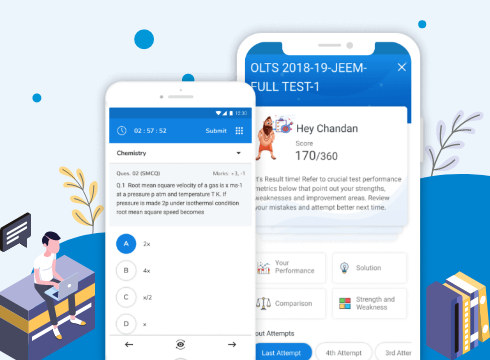 12:30
02 : 57 : 52
Submit
Chemistry
Ques. 02 (SMCQ)
Marks: +3, -1
Q.1 Root mean square velocity of a gas is ms-1
at a pressure p atm and temperature T K. If
pressure is made 2p under isothermal condition
root mean square speed becomes
A 2x
B 4x
C x/2
D x
OLTS 2018-19-JEEM-
FULL TEST-1
Hey Chandan
Score
170/360
It's Result time! Refer to crucial test performance
metrics below that point out your strengths,
weaknesses and improvement areas. Review
your mistakes and attempt better next time.
Your
Performance
Solution
Comparison
Strength and
Weakness
out Attempts
Last Attempt
4th Attempt
3rd Atte